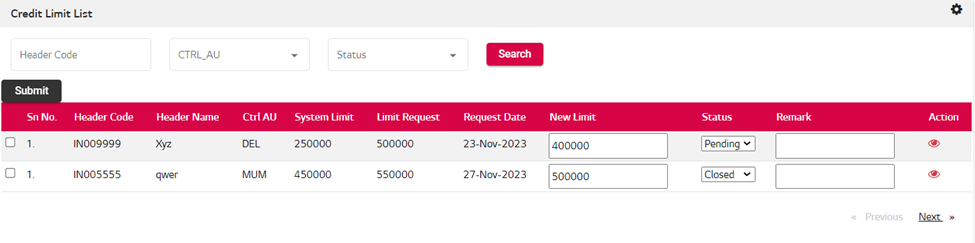 Credit Limit List
Header Code CTRL_AU Status Search
Submit
Sn No. Header Code Header Name Ctrl AU System Limit Limit Request Request Date New Limit Status Remark Action
1. IN009999 Xyz DEL 250000 500000 23-Nov-2023 400000 Pending
1. IN005555 qwer MUM 450000 550000 27-Nov-2023 500000 Closed
« Previous Next »